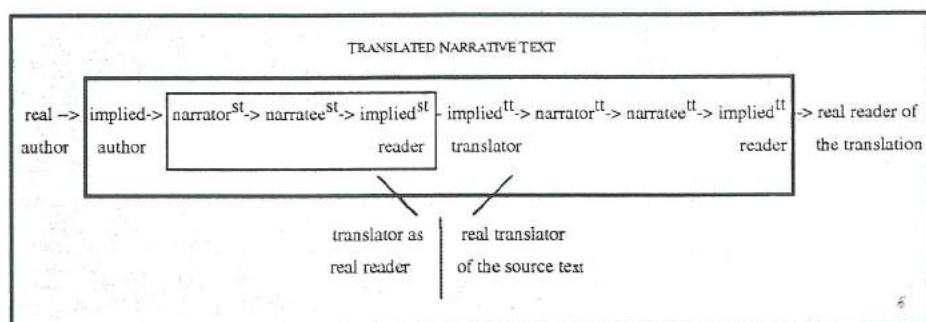 TRANSLATED NARRATIVE TEXT
real --> implied-> narrator^st-> narratee^st-> implied^st - implied^tt-> narrator^tt-> narratee^tt-> implied^tt -> real reader of
author author reader translator reader the translation
translator as real translator
real reader of the source text